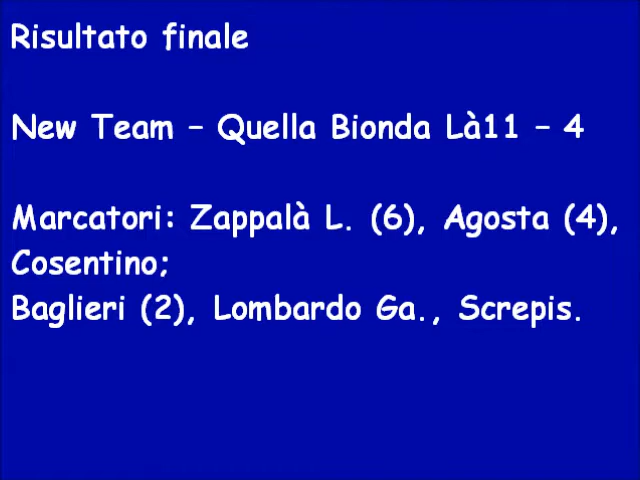 Risultato finale
New Team – Quella Bionda Là11 – 4
Marcatori: Zappalà L. (6), Agosta (4),
Cosentino;
Baglieri (2), Lombardo Ga., Screpis.